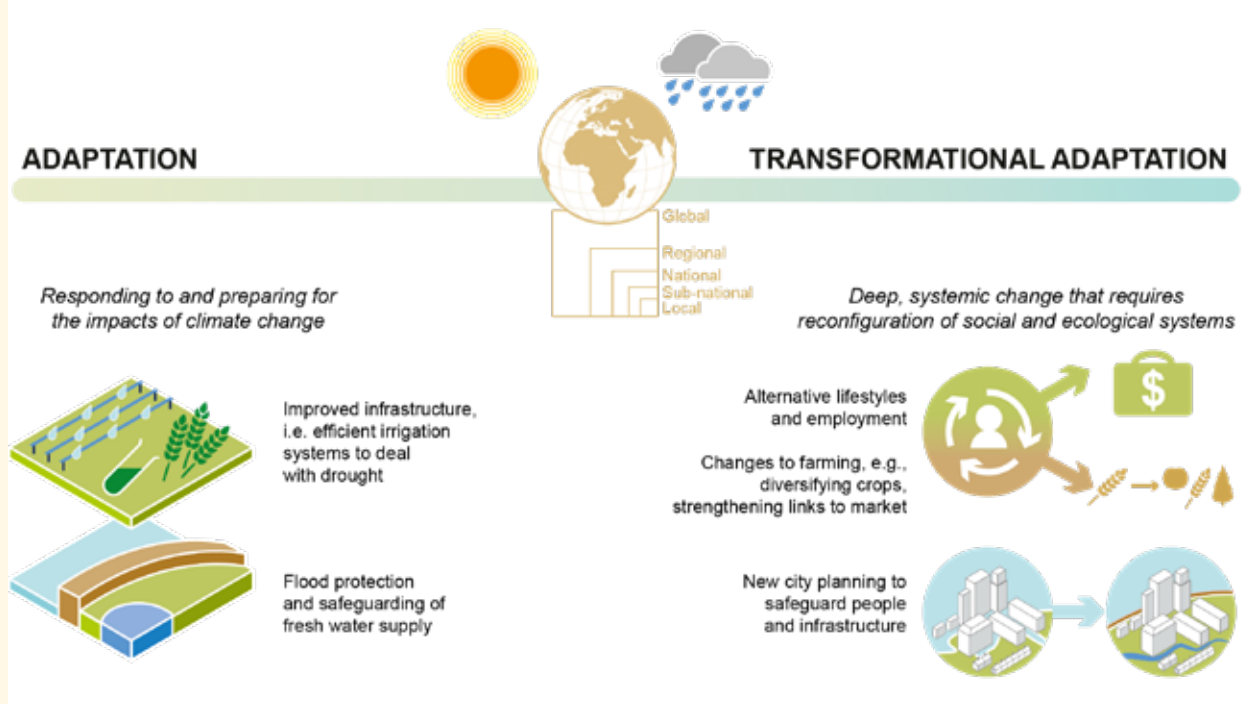 ADAPTATION
TRANSFORMATIONAL ADAPTATION
Global
Regional
National
Sub-national
Local
Responding to and preparing for
the impacts of climate change
Deep, systemic change that requires
reconfiguration of social and ecological systems
Improved infrastructure,
i.e. efficient irrigation
systems to deal
with drought
Flood protection
and safeguarding of
fresh water supply
Alternative lifestyles
and employment
$
Changes to farming, e.g.,
diversifying crops,
strengthening links to market
New city planning to
safeguard people
and infrastructure